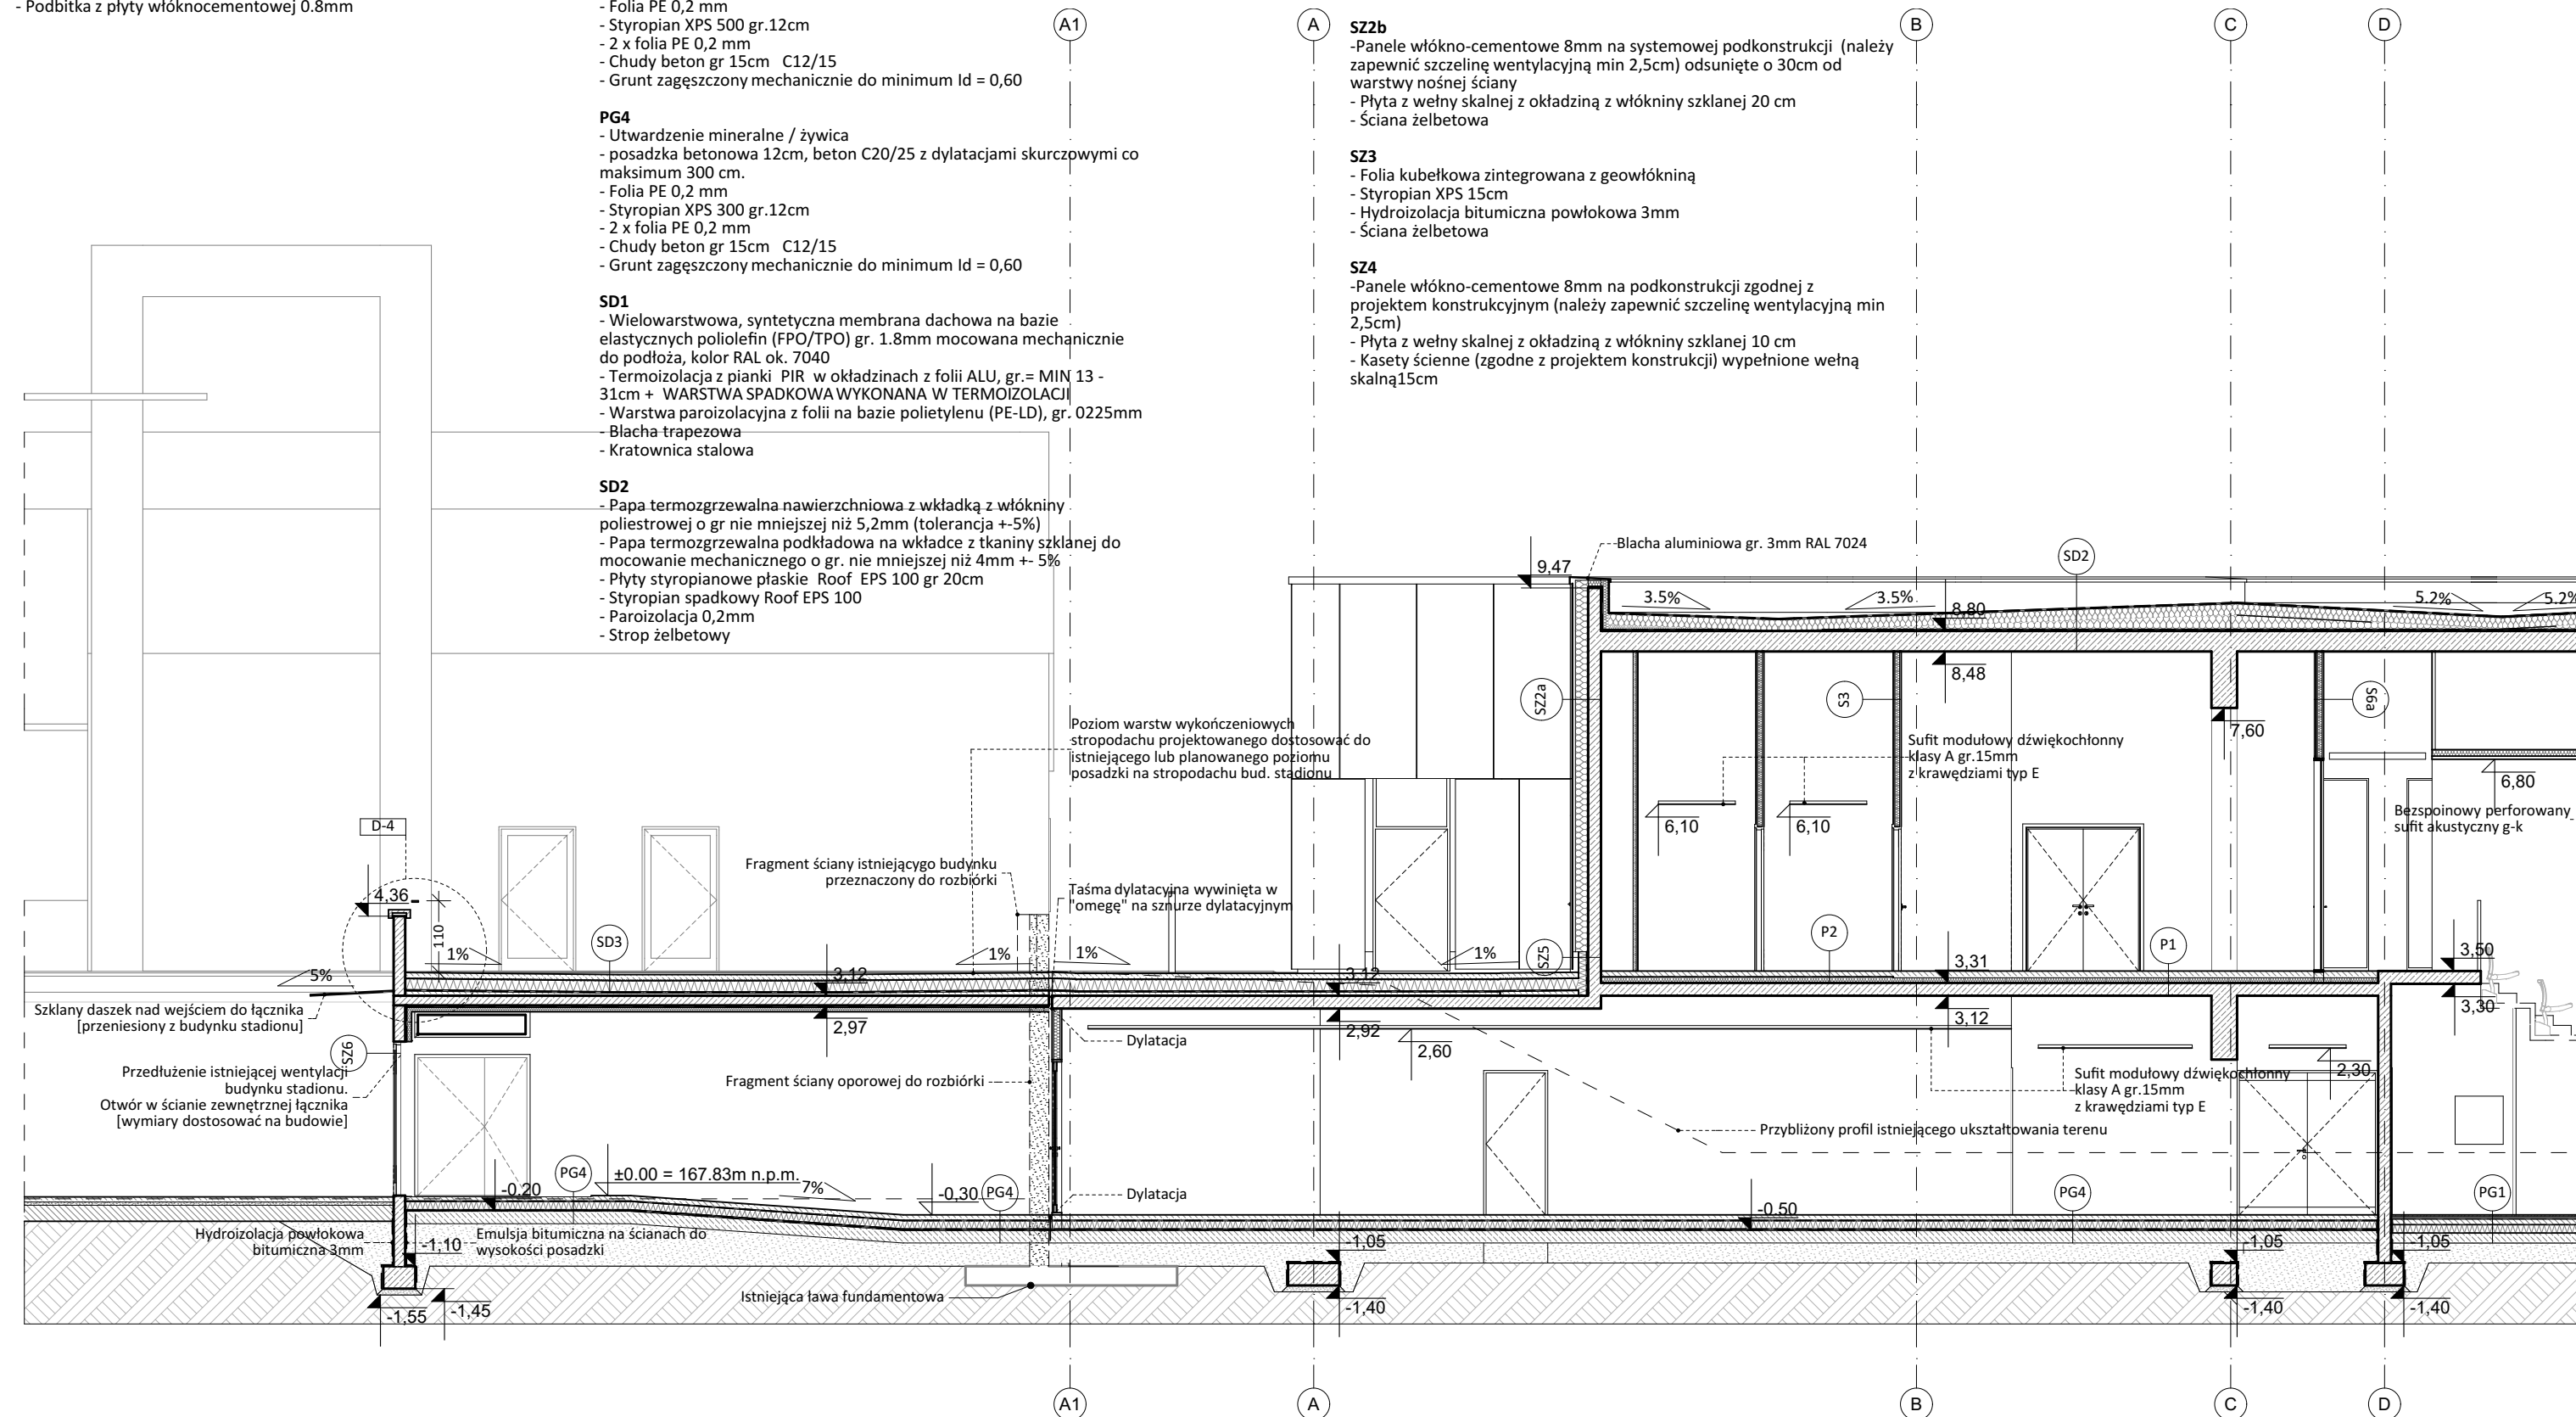 - Podbitka z płyty włóknocementowej 0.8mm
- Folia PE 0,2 mm
- Styropian XPS 500 gr.12cm
- 2 x folia PE 0,2 mm
- Chudy beton gr 15cm C12/15
- Grunt zagęszczony mechanicznie do minimum Id = 0,60
PG4
- Utwardzenie mineralne / żywica
- posadzka betonowa 12cm, beton C20/25 z dylatacjami skurczowymi co
maksimum 300 cm.
- Folia PE 0,2 mm
- Styropian XPS 300 gr.12cm
- 2 x folia PE 0,2 mm
- Chudy beton gr 15cm C12/15
- Grunt zagęszczony mechanicznie do minimum Id = 0,60
SD1
- Wielowarstwowa, syntetyczna membrana dachowa na bazie
elastycznych poliolefin (FPO/TPO) gr. 1.8mm mocowana mechanicznie
do podłoża, kolor RAL ok. 7040
- Termoizolacja z pianki PIR w okładzinach z folii ALU, gr.= MIN 13 -
31cm + WARSTWA SPADKOWA WYKONANA W TERMOIZOLACJI
- Warstwa paroizolacyjna z folii na bazie polietylenu (PE-LD), gr. 0225mm
- Blacha trapezowa
- Kratownica stalowa
SD2
- Papa termozgrzewalna nawierzchniowa z wkładką z włókniny
poliestrowej o gr nie mniejszej niż 5,2mm (tolerancja +-5%)
- Papa termozgrzewalna podkładowa na wkładce z tkaniny szklanej do
mocowanie mechanicznego o gr. nie mniejszej niż 4mm +- 5%
- Płyty styropianowe płaskie Roof EPS 100 gr 20cm
- Styropian spadkowy Roof EPS 100
- Paroizolacja 0,2mm
- Strop żelbetowy
A1
A
B
C
D
SZ2b
-Panele włókno-cementowe 8mm na systemowej podkonstrukcji (należy
zapewnić szczelinę wentylacyjną min 2,5cm) odsunięte o 30cm od
warstwy nośnej ściany
- Płyta z wełny skalnej z okładziną z włókniny szklanej 20 cm
- Ściana żelbetowa
SZ3
- Folia kubełkowa zintegrowana z geowłókniną
- Styropian XPS 15cm
- Hydroizolacja bitumiczna powłokowa 3mm
- Ściana żelbetowa
SZ4
-Panele włókno-cementowe 8mm na podkonstrukcji zgodnej z
projektem konstrukcyjnym (należy zapewnić szczelinę wentylacyjną min
2,5cm)
- Płyta z wełny skalnej z okładziną z włókniny szklanej 10 cm
- Kasety ścienne (zgodne z projektem konstrukcji) wypełnione wełną
skalną15cm
Blacha aluminiowa gr. 3mm RAL 7024
9,47
SD2
3.5%
3.5%
8,80
5.2%
5.2%
8,48
SZ2a
S3
S6a
7,60
Poziom warstw wykończeniowych
stropodachu projektowanego dostosować do
istniejącego lub planowanego poziomu
posadzki na stropodachu bud. stadionu
Sufit modułowy dźwiękochłonny
klasy A gr.15mm
z krawędziami typ E
6,80
6,10
6,10
Bezspoinowy perforowany
sufit akustyczny g-k
D-4
Fragment ściany istniejącygo budynku
przeznaczony do rozbiórki
Taśma dylatacyjna wywinięta w
"omegę" na sznurze dylatacyjnym
4,36
110
SD3
1%
1%
1%
1%
5%
3,12
3,12
SZ5
P2
P1
3,31
3,50
Szklany daszek nad wejściem do łącznika
[przeniesiony z budynku stadionu]
2,97
2,92
3,12
3,30
SZ6
Dylatacja
2,60
Przedłużenie istniejącej wentylacji
budynku stadionu.
Otwór w ścianie zewnętrznej łącznika
[wymiary dostosować na budowie]
Fragment ściany oporowej do rozbiórki
2,30
Sufit modułowy dźwiękochłonny
klasy A gr.15mm
z krawędziami typ E
Przybliżony profil istniejącego ukształtowania terenu
PG4
±0.00 = 167.83m n.p.m.
7%
-0,20
-0,30
PG4
Dylatacja
-0,50
PG4
PG1
Hydroizolacja powłokowa
bitumiczna 3mm
-1,10
Emulsja bitumiczna na ścianach do
wysokości posadzki
-1,05
-1,05
-1,05
Istniejąca ława fundamentowa
-1,55
-1,45
-1,40
-1,40
-1,40
A1
A
B
C
D